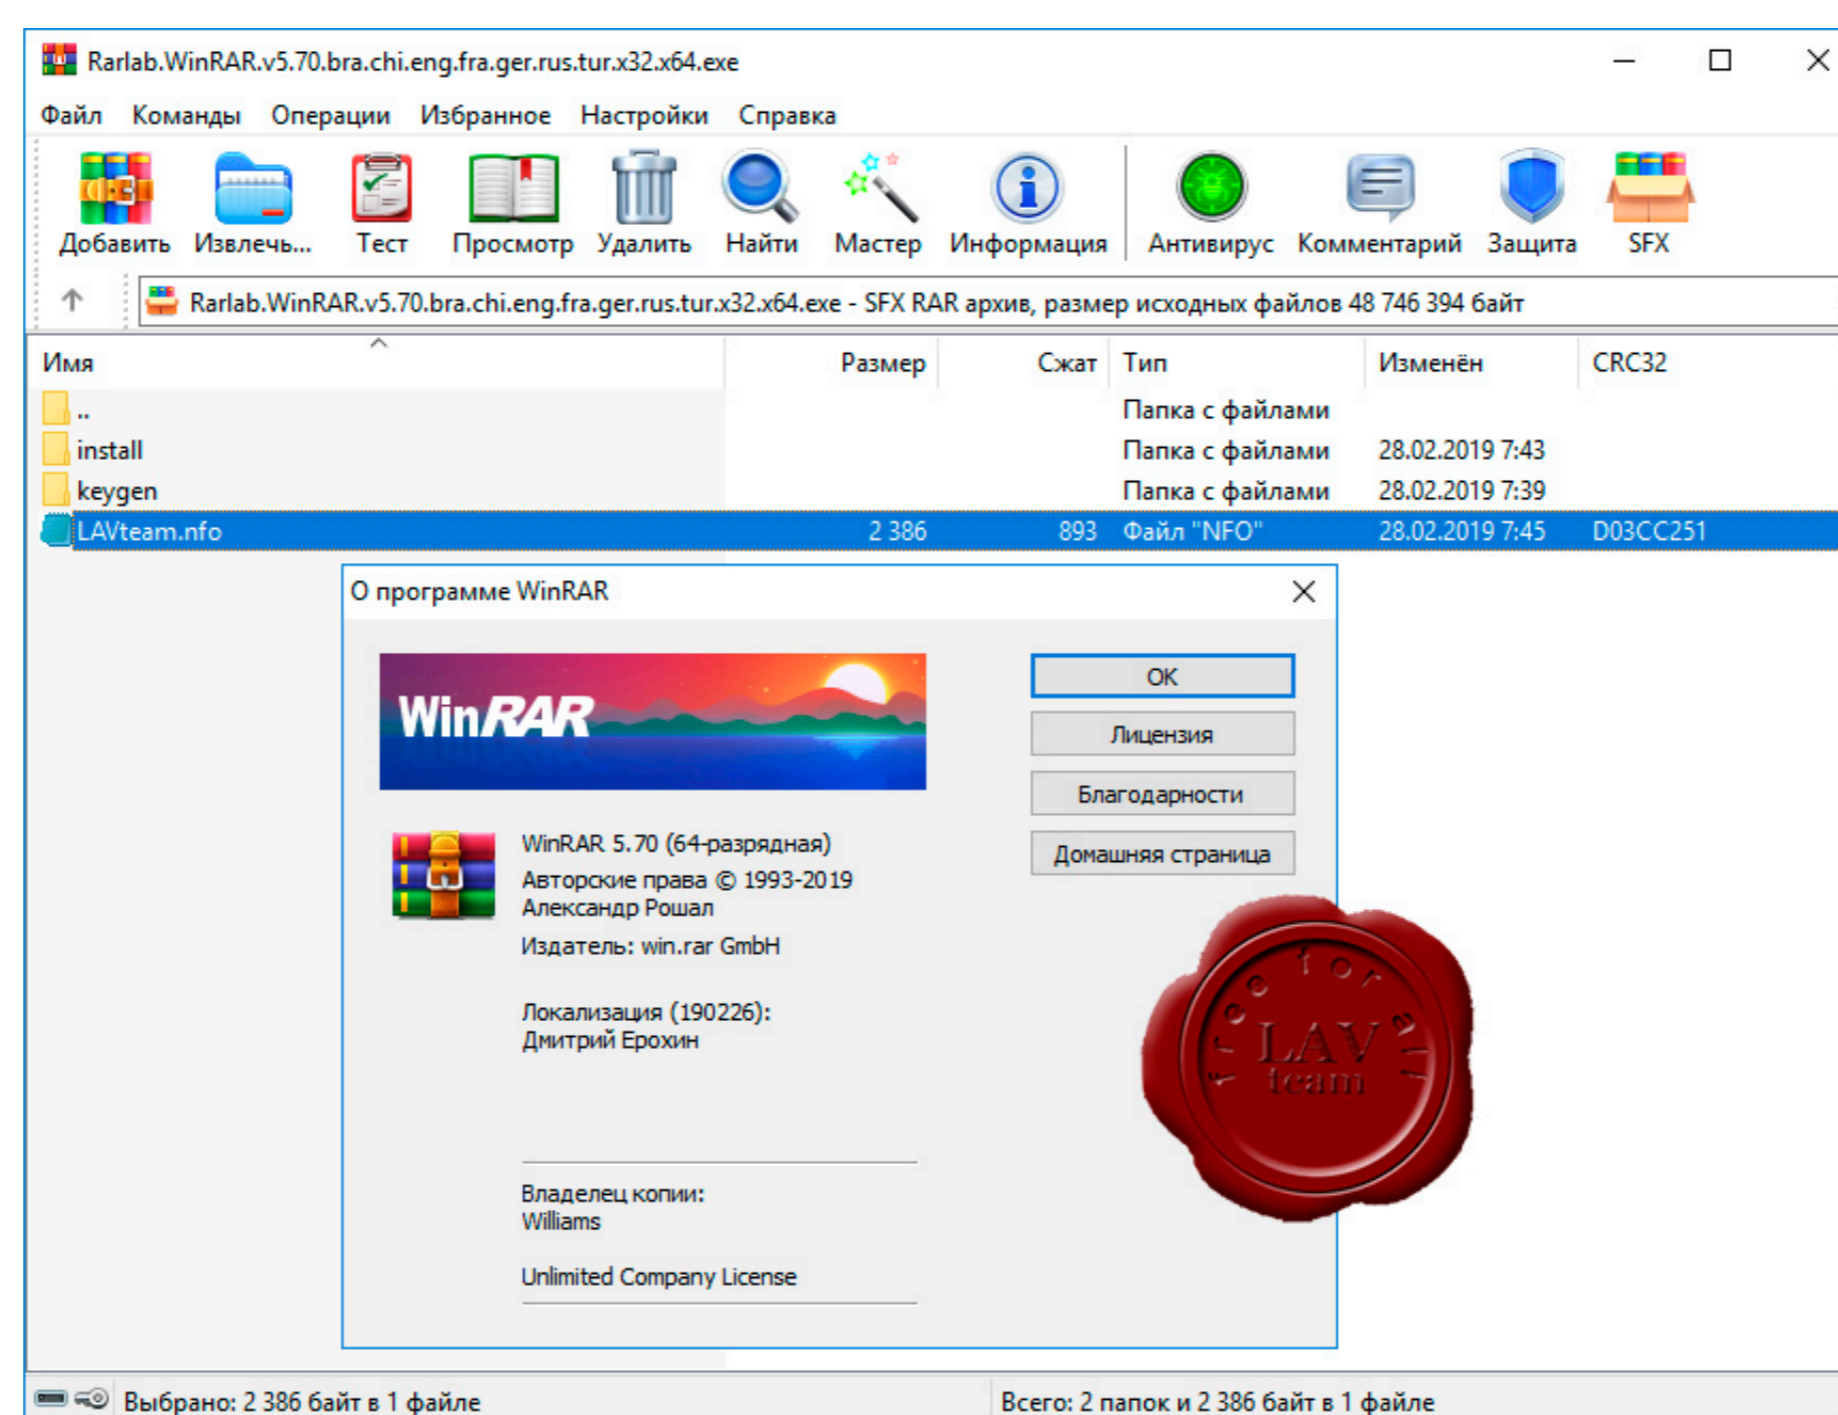 Rarlab.WinRAR.v5.70.bra.chi.eng.fra.ger.rus.tur.x32.x64.exe
Файл Команды Операции Избранное Настройки Справка
Добавить Извлечь... Тест Просмотр Удалить Найти Мастер Информация Антивирус Комментарий Защита SFX
Rarlab.WinRAR.v5.70.bra.chi.eng.fra.ger.rus.tur.x32.x64.exe - SFX RAR архив, размер исходных файлов 48 746 394 байт
Имя Размер Сжат Тип Изменён CRC32
.. Папка с файлами
install Папка с файлами 28.02.2019 7:43
keygen Папка с файлами 28.02.2019 7:39
LAVteam.nfo 2 386 893 Файл "NFO" 28.02.2019 7:45 D03CC251
О программе WinRAR
WinRAR
OK
Лицензия
Благодарности
Домашняя страница
WinRAR 5.70 (64-разрядная)
Авторские права © 1993-2019
Александр Рошал
Издатель: win.rar GmbH
Локализация (190226):
Дмитрий Ерохин
free for all
LAV
team
Владелец копии:
Williams
Unlimited Company License
Выбрано: 2 386 байт в 1 файле Всего: 2 папок и 2 386 байт в 1 файле